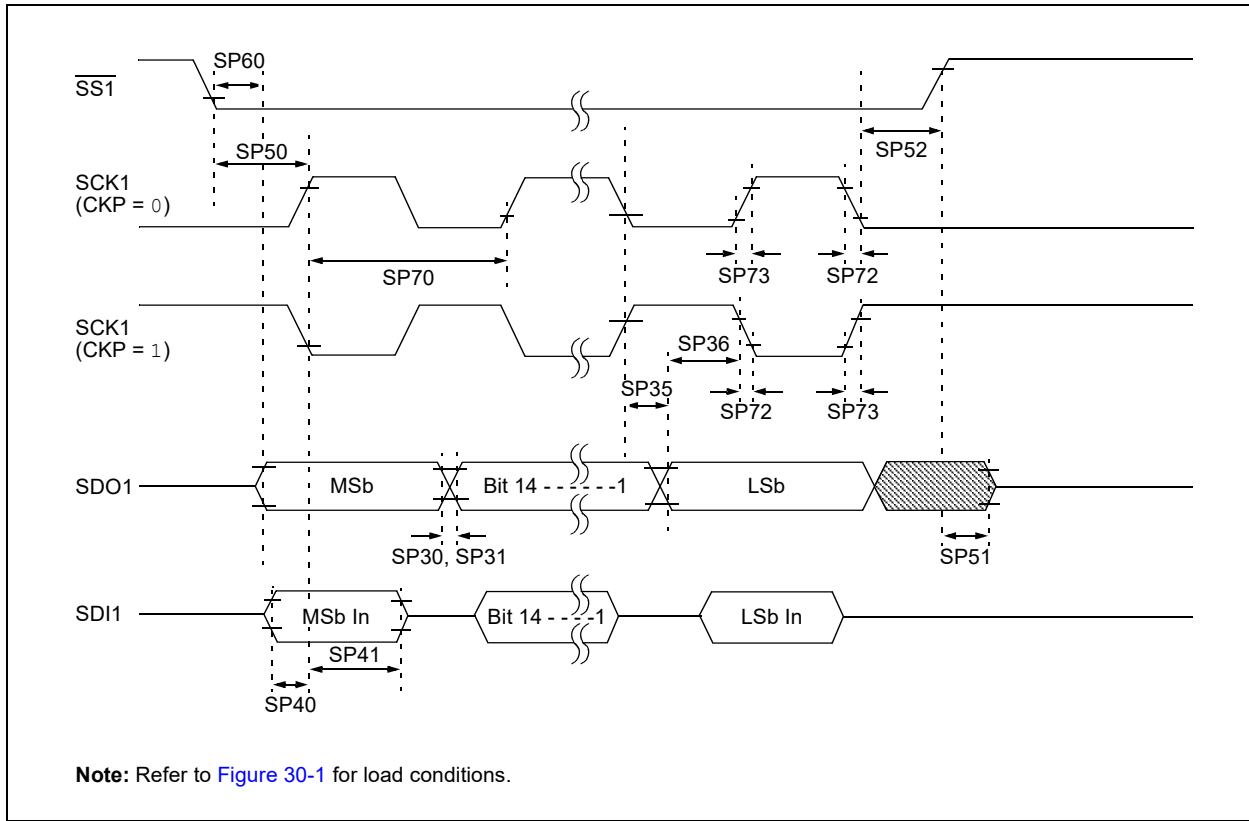 SP60
SS1
SP50
SP52
SCK1
(CKP = 0)
SP70
SP73
SP72
SCK1
(CKP = 1)
SP36
SP35
SP72
SP73
SDO1
MSb
Bit 14 - - - - - -1
LSb
SP30, SP31
SP51
SDI1
MSb In
Bit 14 - - - -1
LSb In
SP41
SP40
Note: Refer to Figure 30-1 for load conditions.